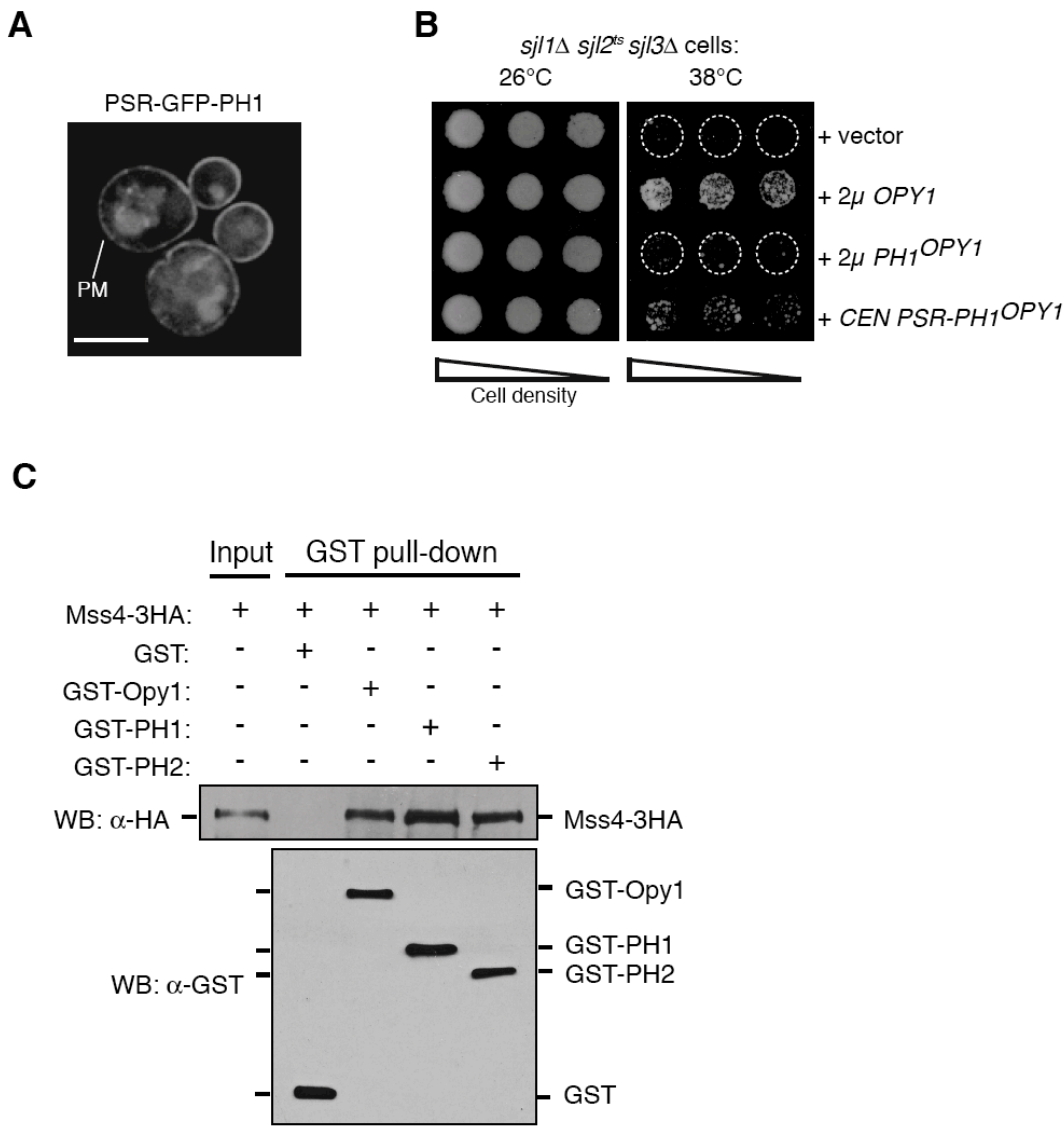 A
PSR-GFP-PH1
PM
B
sjl1Δ sjl2ts sjl3Δ cells:
26°C 38°C
+ vector
+ 2µ OPY1
+ 2µ PH1OPY1
+ CEN PSR-PH1OPY1
Cell density
C
Input GST pull-down
Mss4-3HA: + + + + +
GST: - + - - -
GST-Opy1: - - + - -
GST-PH1: - - - + -
GST-PH2: - - - - +
WB: α-HA Mss4-3HA
GST-Opy1
GST-PH1
GST-PH2
WB: α-GST
GST